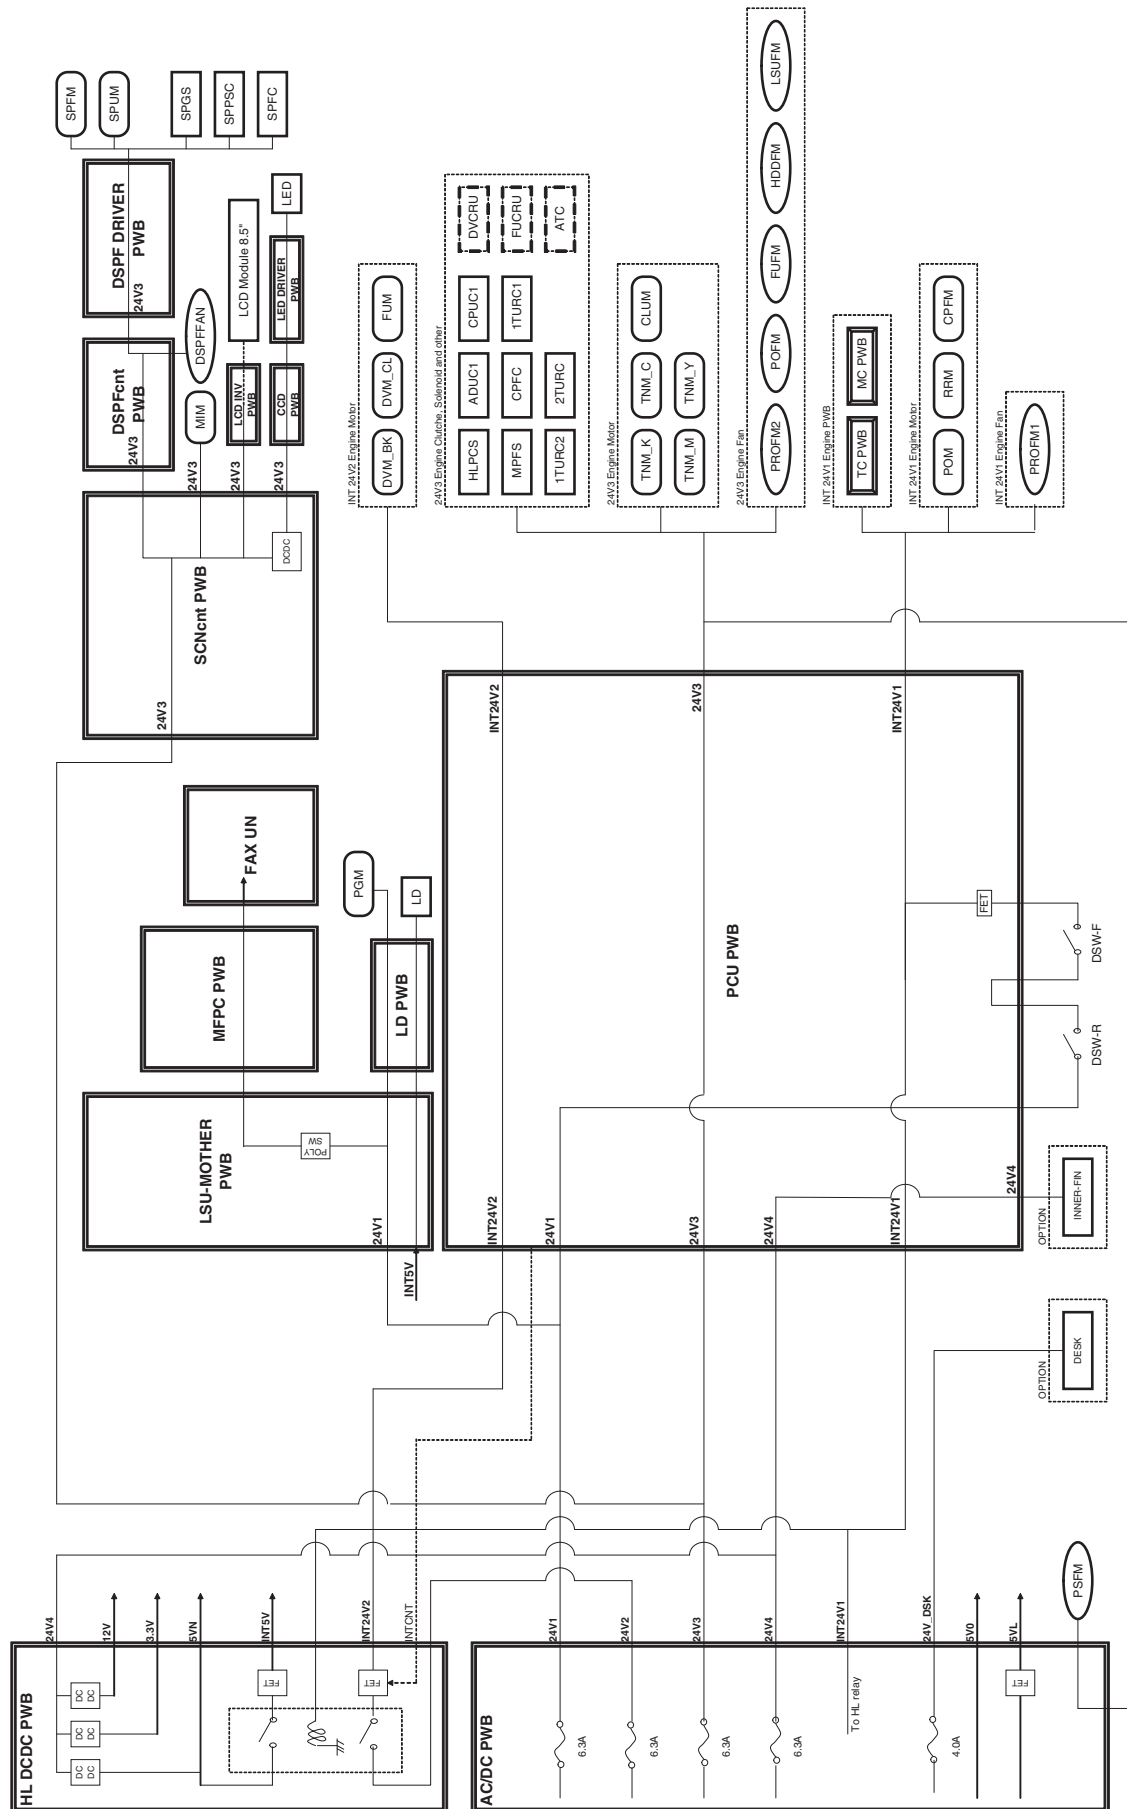 HL DCDC PWB
DC
DC
DC
DC
DC
DC
24V4
12V
3.3V
5VN
INT5V
INT24V2
INTCNT
FET
FET
AC/DC PWB
6.3A
6.3A
6.3A
6.3A
To HL relay
4.0A
FET
24V1
24V2
24V3
24V4
INT24V1
24V_DSK
5V0
5VL
PSFM
OPTION
DESK
OPTION
INNER-FIN
LSU-MOTHER
PWB
24V1
INT5V
POLY
SW
MFPC PWB
FAX UN
LD PWB
PGM
LD
PCU PWB
INT24V2
24V1
24V3
24V4
INT24V1
24V4
INT24V2
24V3
INT24V1
FET
DSW-R
DSW-F
SCNcnt PWB
24V3
DCDC
24V3
24V3
24V3
24V3
DSPFcnt
PWB
DSPF DRIVER
PWB
24V3
MIM
DSPFFAN
LCD_INV
PWB
LCD Module 8.5"
CCD
PWB
LED DRIVER
PWB
LED
SPFM
SPUM
SPGS
SPPSC
SPFC
INT 24V2 Engine Motor
DVM_BK
DVM_CL
FUM
24V3 Engine Clutche, Solenoid and other
HLPCS
ADUC1
CPUC1
DVCRU
MPFS
CPFC
1TURC1
FUCRU
1TURC2
2TURC
ATC
24V3 Engine Motor
TNM_K
TNM_C
CLUM
TNM_M
TNM_Y
24V3 Engine Fan
PROFM2
POFM
FUFM
HDDFM
LSUFM
INT 24V1 Engine PWB
TC PWB
MC PWB
INT 24V1 Engine Motor
POM
RRM
CPFM
INT 24V1 Engine Fan
PROFM1